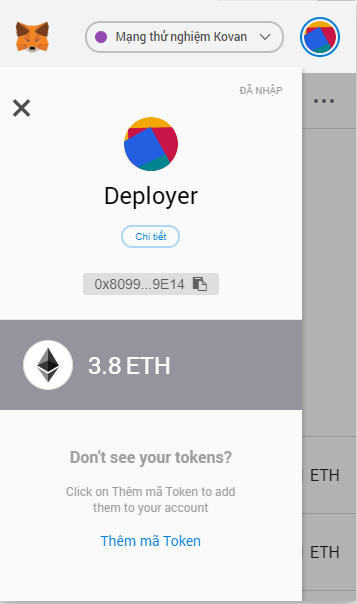 Mạng thử nghiệm Kovan
ĐÃ NHẬP
Deployer
Chi tiết
0x8099...9E14
3.8 ETH
Don't see your tokens?
Click on Thêm mã Token to add
them to your account
Thêm mã Token
ETH
ETH